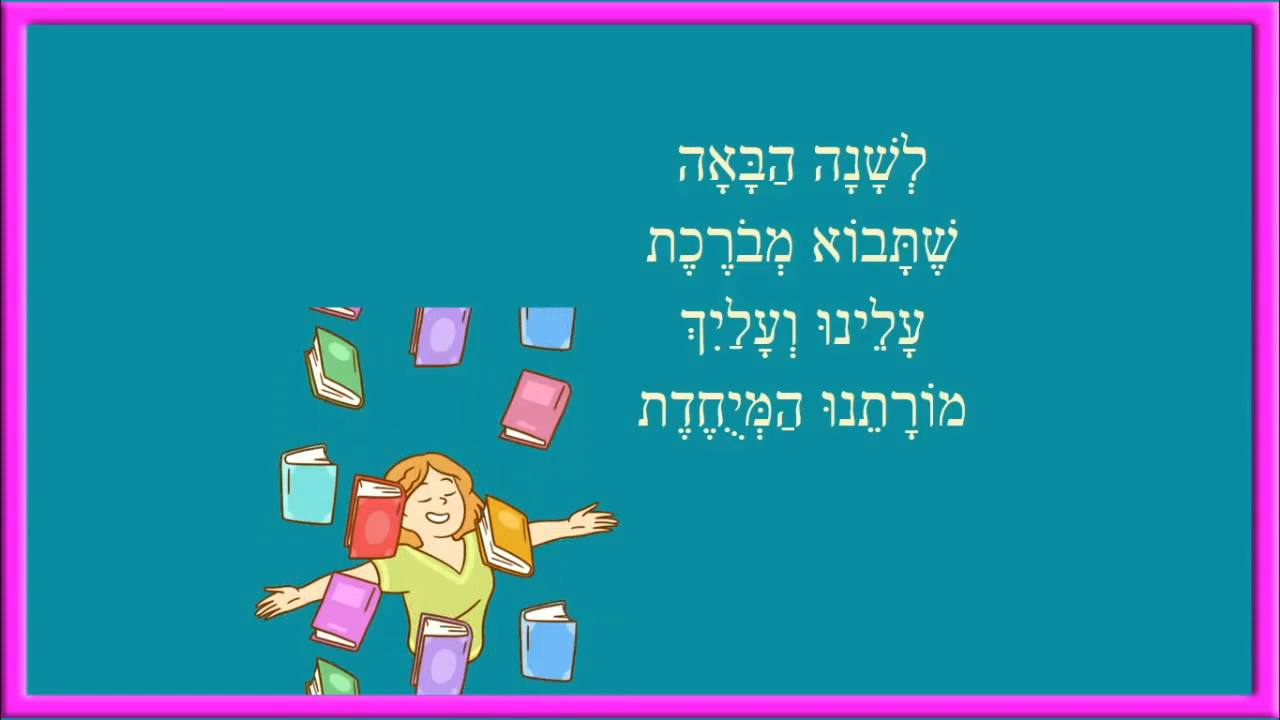 לְשָׁנָה הַבָּאָה
שֶׁתָּבוֹא מְבֹרֶכֶת
עָלֵינוּ וְעָלַיִךְ
מוֹרָתֵנוּ הַמְּיֻחֶדֶת